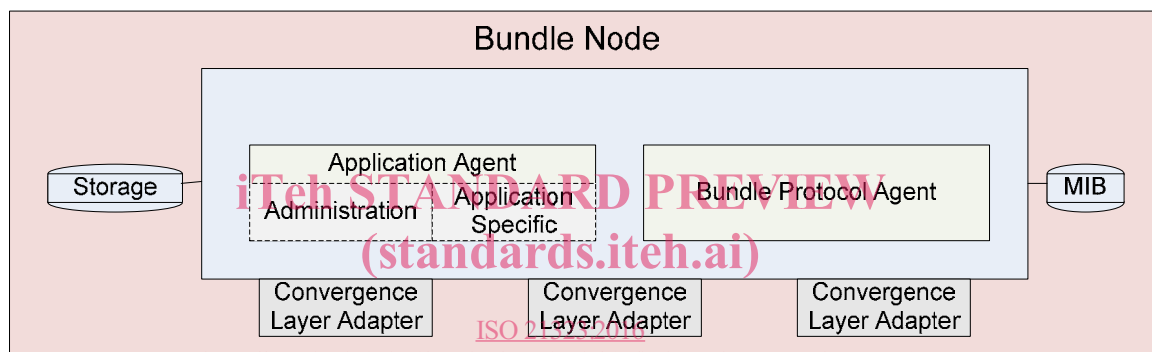 Bundle Node
Application Agent
Storage
Administration
Application
Specific
Bundle Protocol Agent
MIB
iTeh STANDARD PREVIEW
(standards.iteh.ai)
Convergence
Layer Adapter
Convergence
Layer Adapter
Convergence
Layer Adapter
ISO 21323:2016